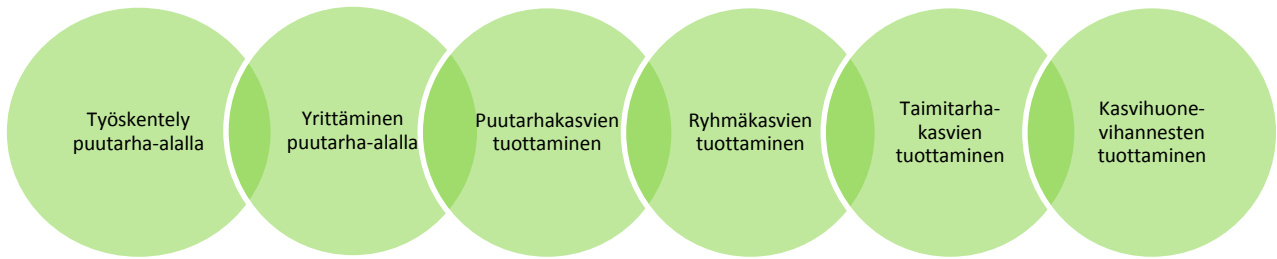 Työskentely
puutarha-alalla
Yrittäminen
puutarha-alalla
Puutarhakasvien
tuottaminen
Ryhmäkasvien
tuottaminen
Taimitarha-
kasvien
tuottaminen
Kasvihuone-
vihannesten
tuottaminen